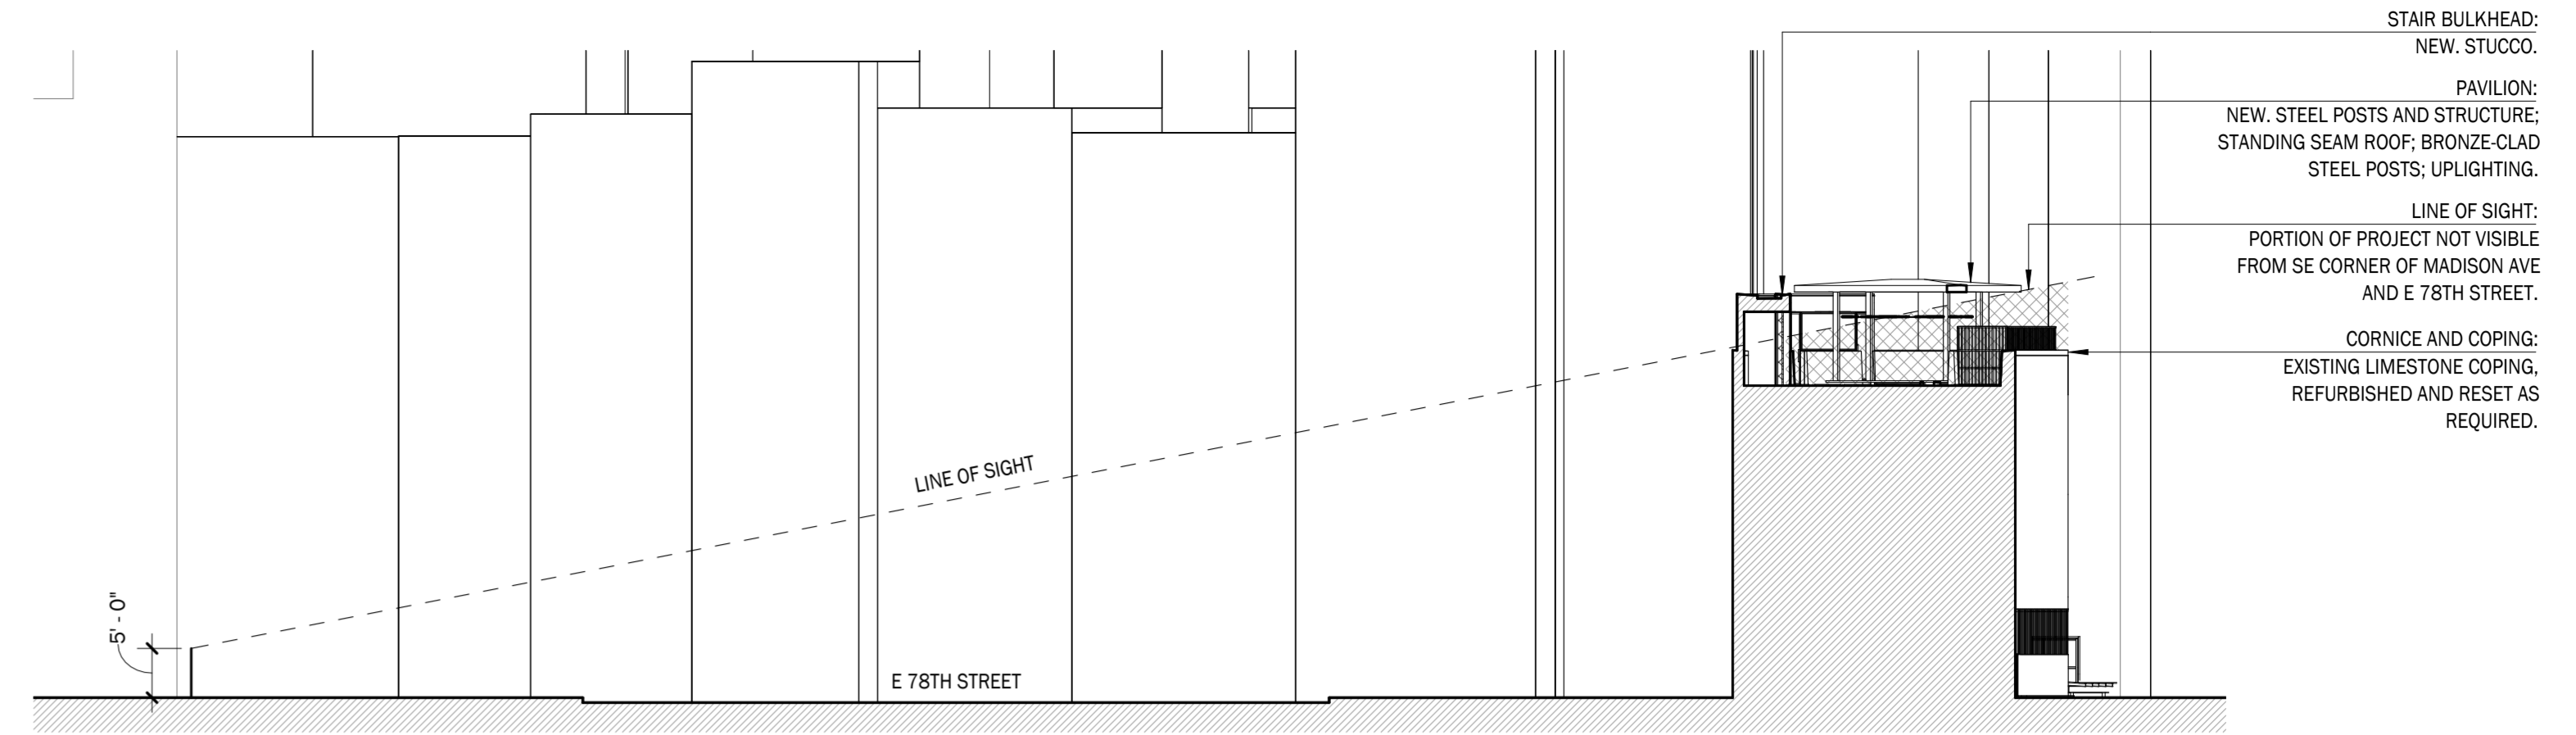 STAIR BULKHEAD:
NEW. STUCCO.
PAVILION:
NEW. STEEL POSTS AND STRUCTURE;
STANDING SEAM ROOF; BRONZE-CLAD
STEEL POSTS; UPLIGHTING.
LINE OF SIGHT:
PORTION OF PROJECT NOT VISIBLE
FROM SE CORNER OF MADISON AVE
AND E 78TH STREET.
CORNICE AND COPING:
EXISTING LIMESTONE COPING,
REFURBISHED AND RESET AS
REQUIRED.
LINE OF SIGHT
5' - 0"
E 78TH STREET